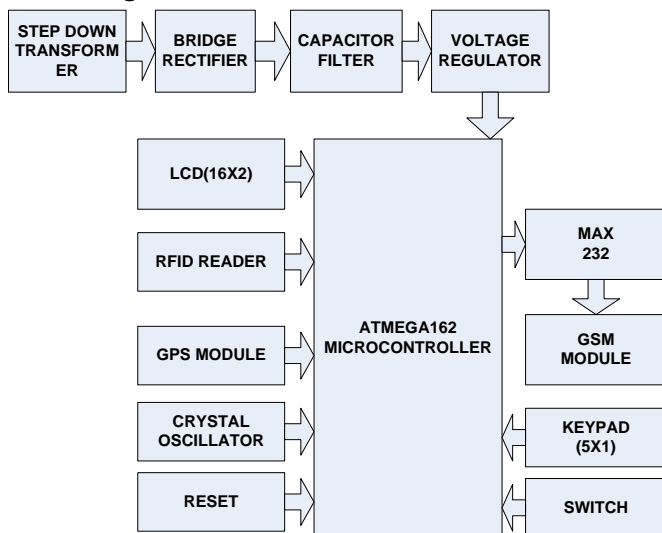 STEP DOWN
TRANSFORM
ER
BRIDGE
RECTIFIER
CAPACITOR
FILTER
VOLTAGE
REGULATOR
LCD(16X2)
RFID READER
GPS MODULE
CRYSTAL
OSCILLATOR
RESET
ATMEGA162
MICROCONTROLLER
MAX
232
GSM
MODULE
KEYPAD
(5X1)
SWITCH